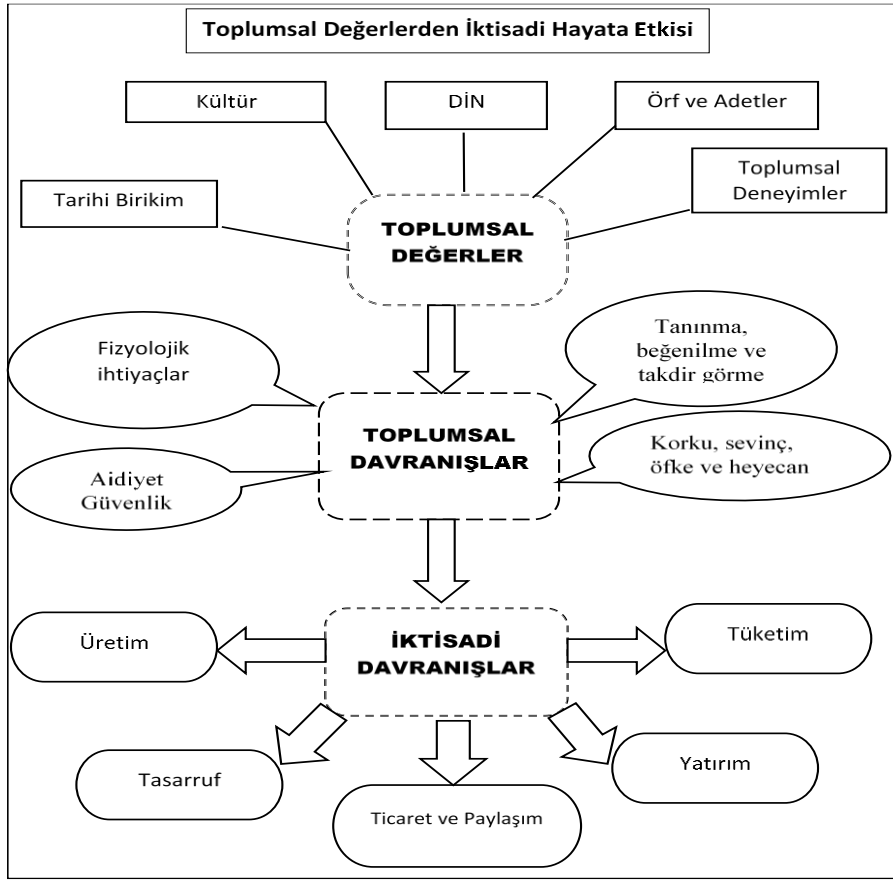 Toplumsal Değerlerden İktisadi Hayata Etkisi
Kültür
DİN
Örf ve Adetler
Tarihi Birikim
Toplumsal
Deneyimler
TOPLUMSAL
DEĞERLER
Fizyolojik
ihtiyaçlar
Tanınma,
beğenilme ve
takdir görme
TOPLUMSAL
DAVRANIŞLAR
Aidiyet
Güvenlik
Korku, sevinç,
öfke ve heyecan
İKTİSADİ
DAVRANIŞLAR
Üretim
Tüketim
Tasarruf
Ticaret ve Paylaşım
Yatırım